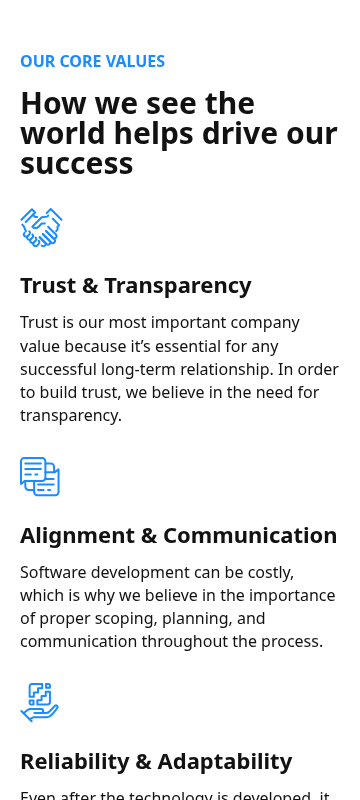 OUR CORE VALUES
How we see the
world helps drive our
success
Trust & Transparency
Trust is our most important company
value because it’s essential for any
successful long-term relationship. In order
to build trust, we believe in the need for
transparency.
Alignment & Communication
Software development can be costly,
which is why we believe in the importance
of proper scoping, planning, and
communication throughout the process.
Reliability & Adaptability
Even after the technology is developed, it